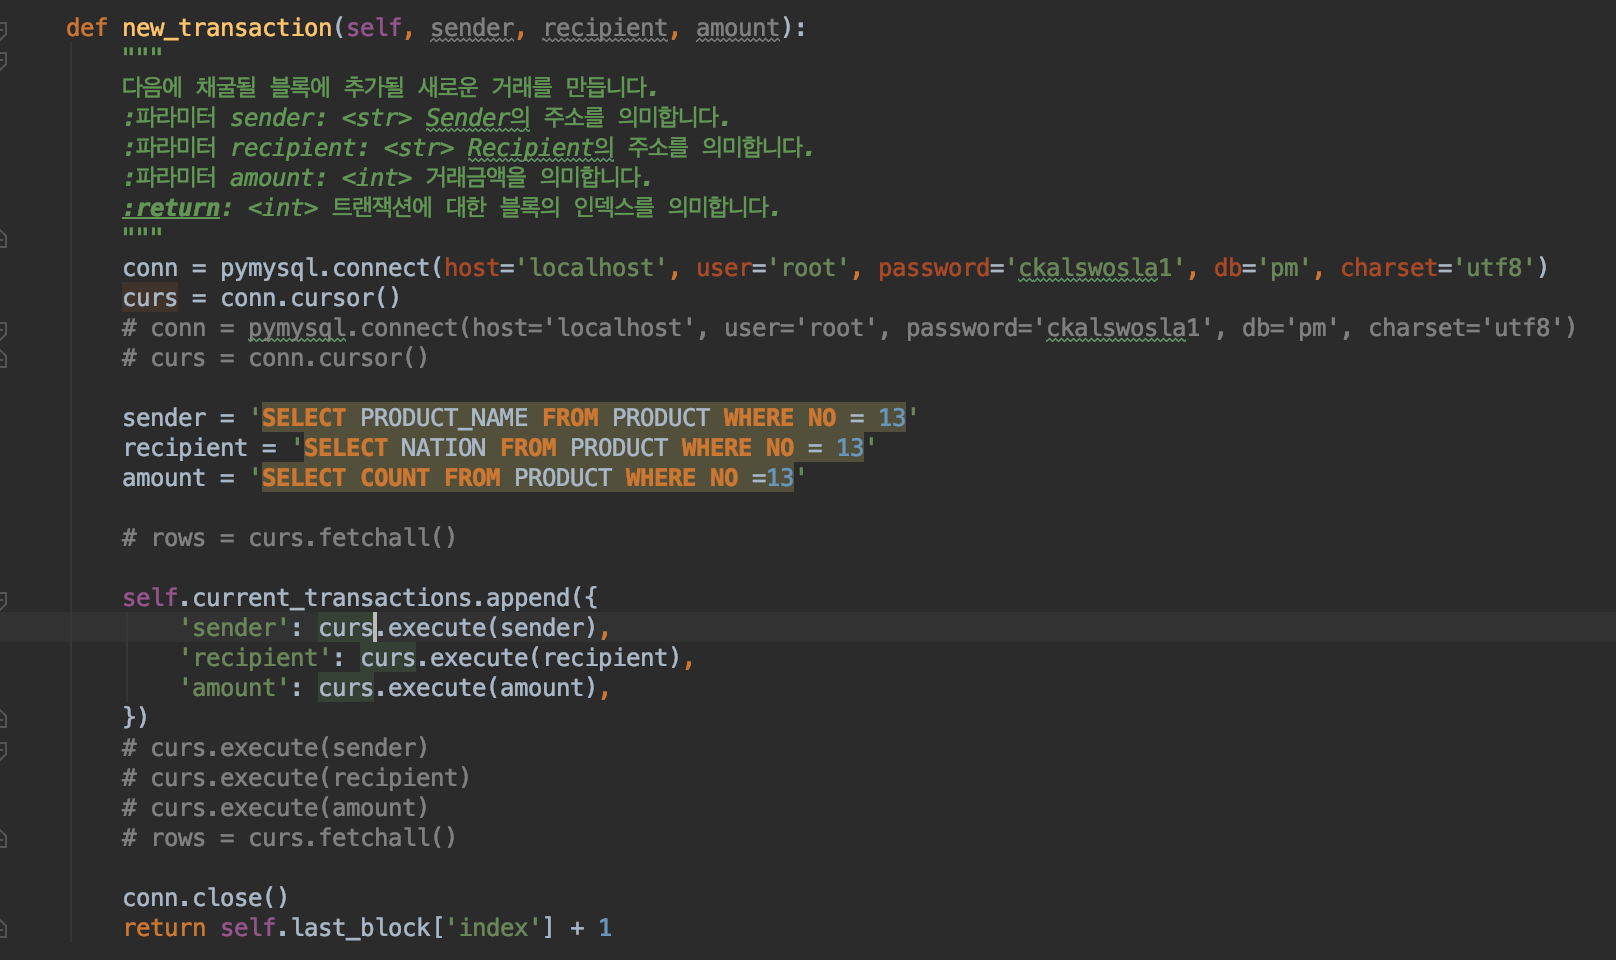 def new_transaction(self, sender, recipient, amount):
"""
다음에 채굴될 블록에 추가될 새로운 거래를 만듭니다.
:파라미터 sender: <str> Sender의 주소를 의미합니다.
:파라미터 recipient: <str> Recipient의 주소를 의미합니다.
:파라미터 amount: <int> 거래금액을 의미합니다.
:return: <int> 트랜잭션에 대한 블록의 인덱스를 의미합니다.
"""
conn = pymysql.connect(host='localhost', user='root', password='ckalswosla1', db='pm', charset='utf8')
curs = conn.cursor()
# conn = pymysql.connect(host='localhost', user='root', password='ckalswosla1', db='pm', charset='utf8')
# curs = conn.cursor()
sender = 'SELECT PRODUCT_NAME FROM PRODUCT WHERE NO = 13'
recipient = 'SELECT NATION FROM PRODUCT WHERE NO = 13'
amount = 'SELECT COUNT FROM PRODUCT WHERE NO =13'
# rows = curs.fetchall()
self.current_transactions.append({
'sender': curs.execute(sender),
'recipient': curs.execute(recipient),
'amount': curs.execute(amount),
})
# curs.execute(sender)
# curs.execute(recipient)
# curs.execute(amount)
# rows = curs.fetchall()
conn.close()
return self.last_block['index'] + 1